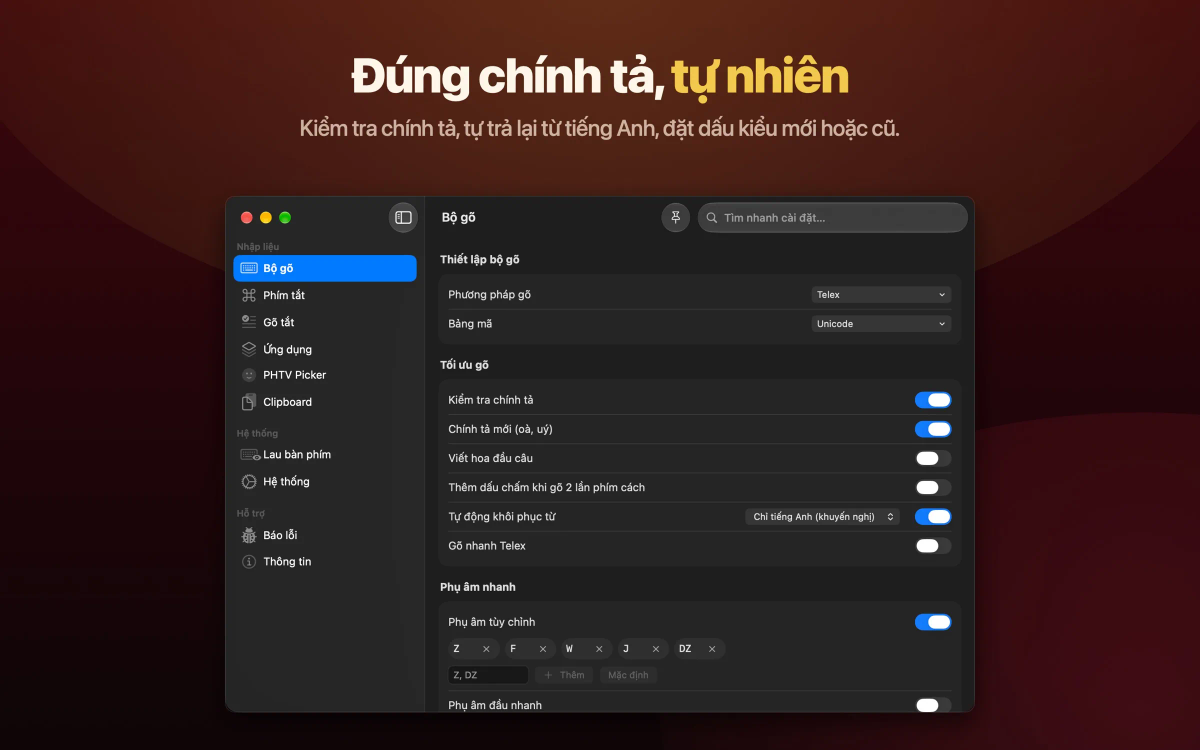 Đúng chính tả, tự nhiên
Kiểm tra chính tả, tự trả lại từ tiếng Anh, đặt dấu kiểu mới hoặc cũ.
Nhập liệu
Bộ gõ
Phím tắt
Gõ tắt
Ứng dụng
PHTV Picker
Clipboard
Hệ thống
Lau bàn phím
Hệ thống
Hỗ trợ
Báo lỗi
Thông tin
Bộ gõ
Tìm nhanh cài đặt...
Thiết lập bộ gõ
Phương pháp gõ
Telex
Bảng mã
Unicode
Tối ưu gõ
Kiểm tra chính tả
Chính tả mới (oà, uý)
Viết hoa đầu câu
Thêm dấu chấm khi gõ 2 lần phím cách
Tự động khôi phục từ
Chỉ tiếng Anh (khuyến nghị)
Gõ nhanh Telex
Phụ âm nhanh
Phụ âm tùy chỉnh
Z × F × W × J × DZ ×
Z, DZ
+ Thêm
Mặc định
Phụ âm đầu nhanh